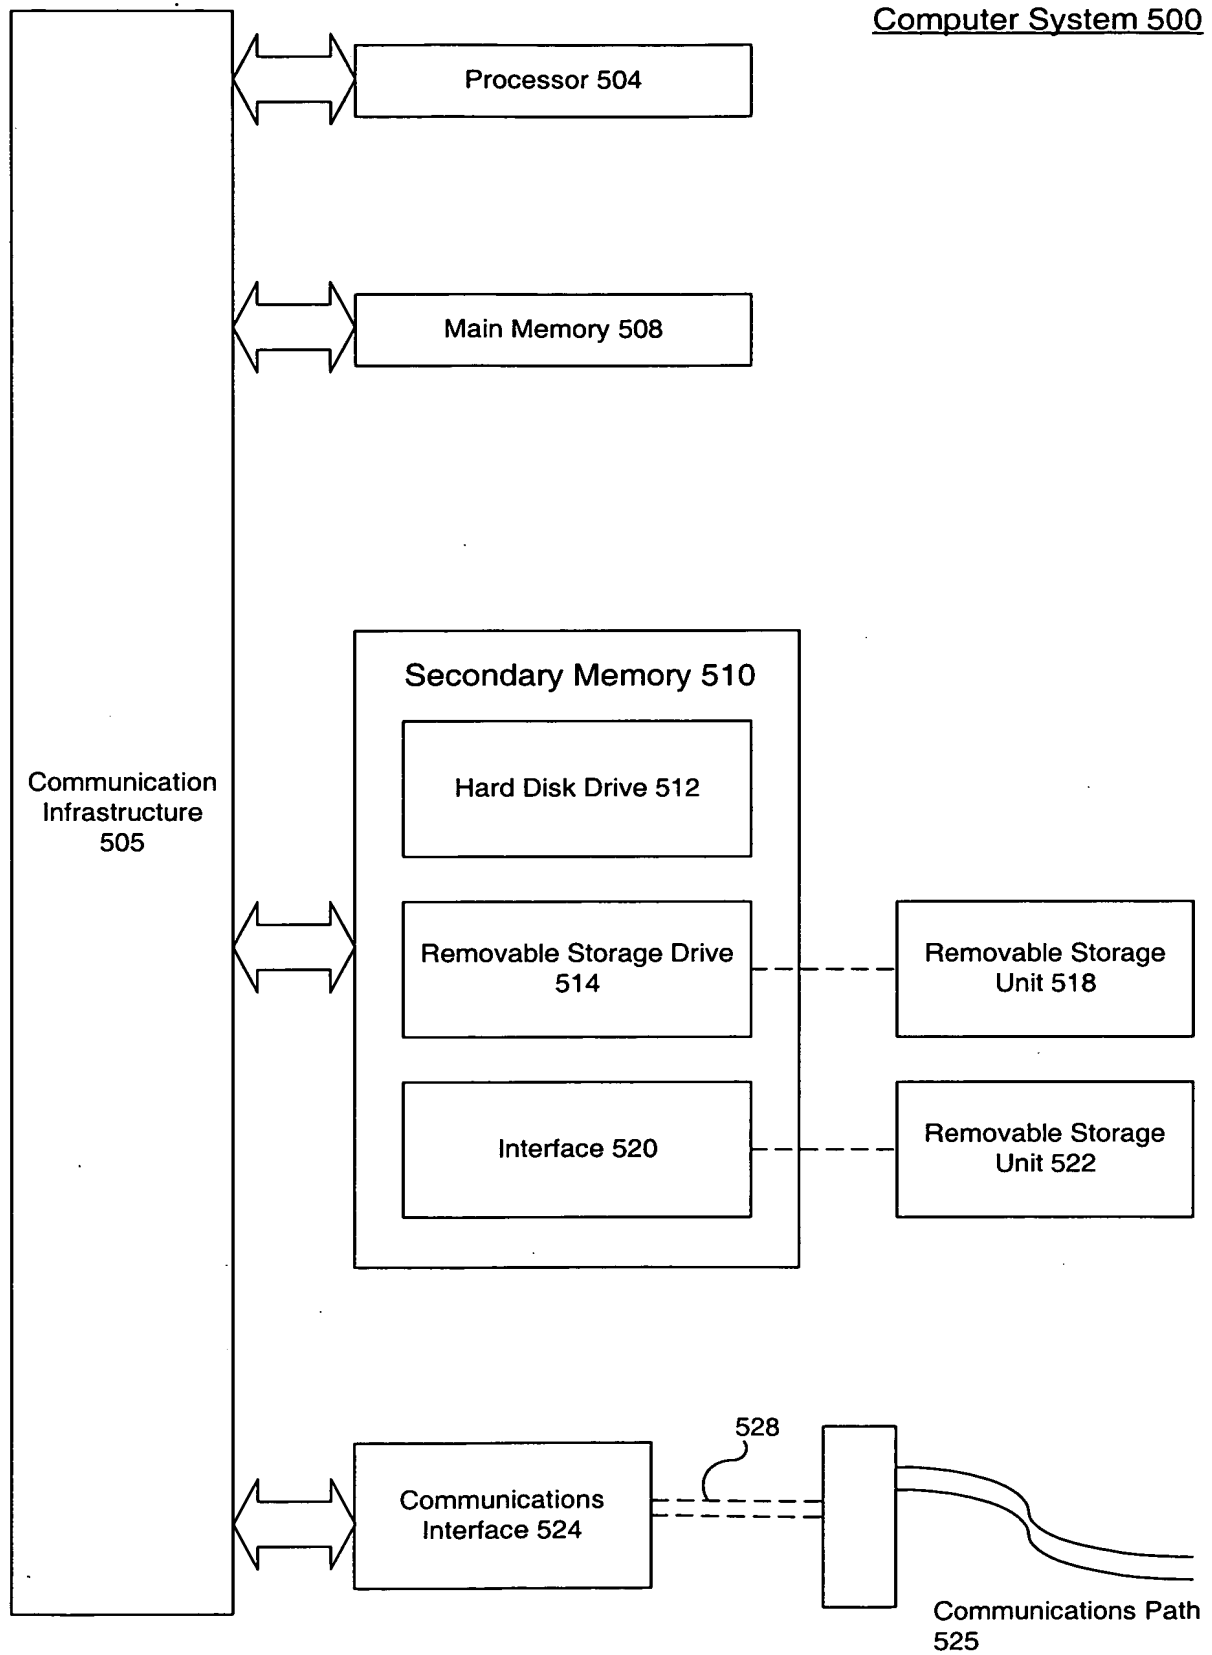 Computer System 500
Processor 504
Main Memory 508
Secondary Memory 510
Hard Disk Drive 512
Communication
Infrastructure
505
Removable Storage Drive
514
Removable Storage
Unit 518
Interface 520
Removable Storage
Unit 522
528
Communications
Interface 524
Communications Path
525